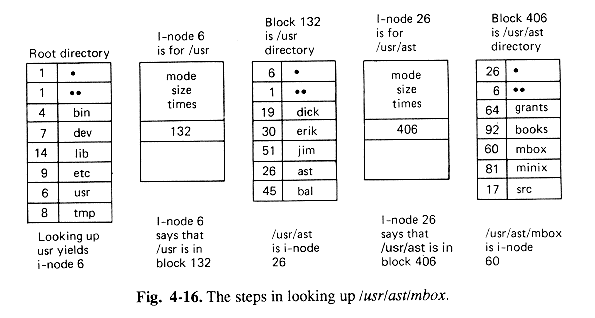 Root directory
1 •
1 ••
4 bin
7 dev
14 lib
9 etc
6 usr
8 tmp
Looking up
usr yields
i-node 6
I-node 6
is for /usr
mode
size
times
132
I-node 6
says that
/usr is in
block 132
Block 132
is /usr
directory
6 •
1 ••
19 dick
30 erik
51 jim
26 ast
45 bal
/usr/ast
is i-node
26
I-node 26
is for
/usr/ast
mode
size
times
406
I-node 26
says that
/usr/ast is in
block 406
Block 406
is /usr/ast
directory
26 •
6 ••
64 grants
92 books
60 mbox
81 minix
17 src
/usr/ast/mbox
is i-node
60
Fig. 4-16. The steps in looking up /usr/ast/mbox.